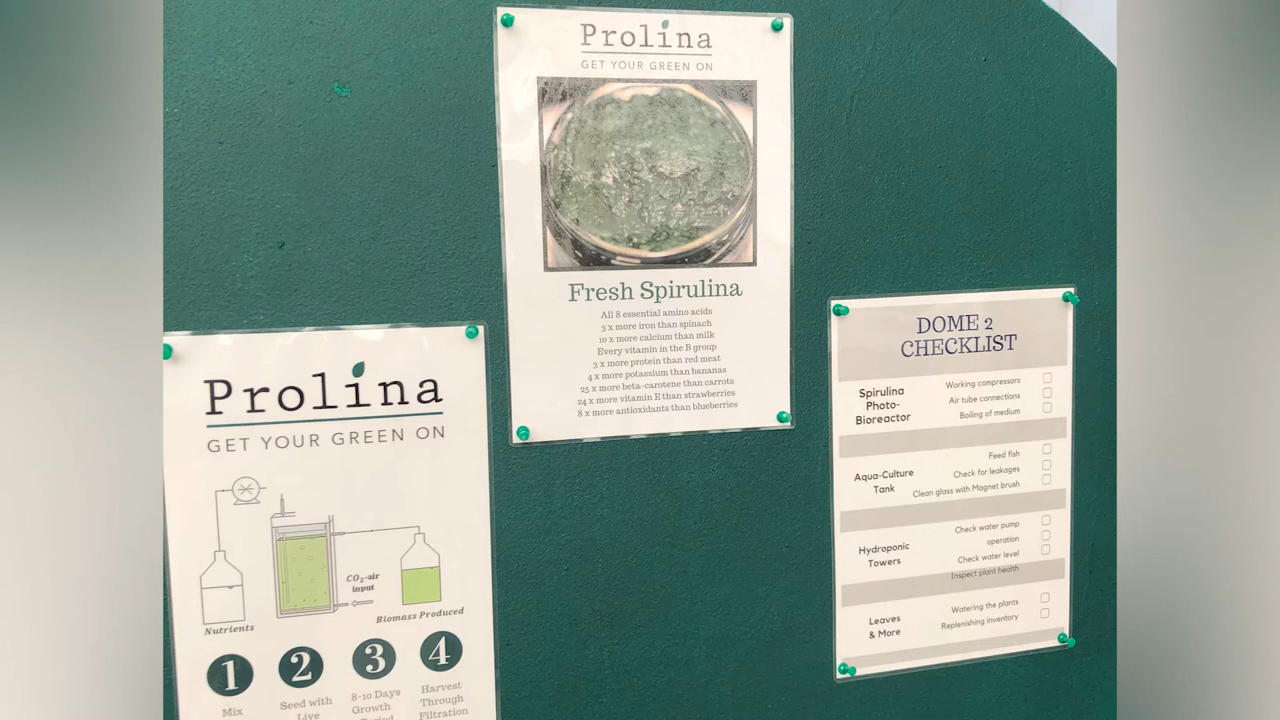 Prolina
GET YOUR GREEN ON
Fresh Spirulina
All 8 essential amino acids
3 x more iron than spinach
10 x more calcium than milk
Every vitamin in the B group
3 x more protein than red meat
4 x more potassium than bananas
25 x more beta-carotene than carrots
24 x more vitamin E than strawberries
8 x more antioxidants than blueberries
Prolina
GET YOUR GREEN ON
CO2-air
input
Nutrients
Biomass Produced
1
2
3
4
Mix
Seed with
Live
8-10 Days
Growth
Harvest
Through
Filtration
DOME 2
CHECKLIST
Spirulina
Photo-
Bioreactor
Working compressors
Air tube connections
Boiling of medium
Aqua-Culture
Tank
Feed fish
Check for leakages
Clean glass with Magnet brush
Hydroponic
Towers
Check water pump
operation
Check water level
Inspect plant health
Leaves
& More
Watering the plants
Replenishing inventory